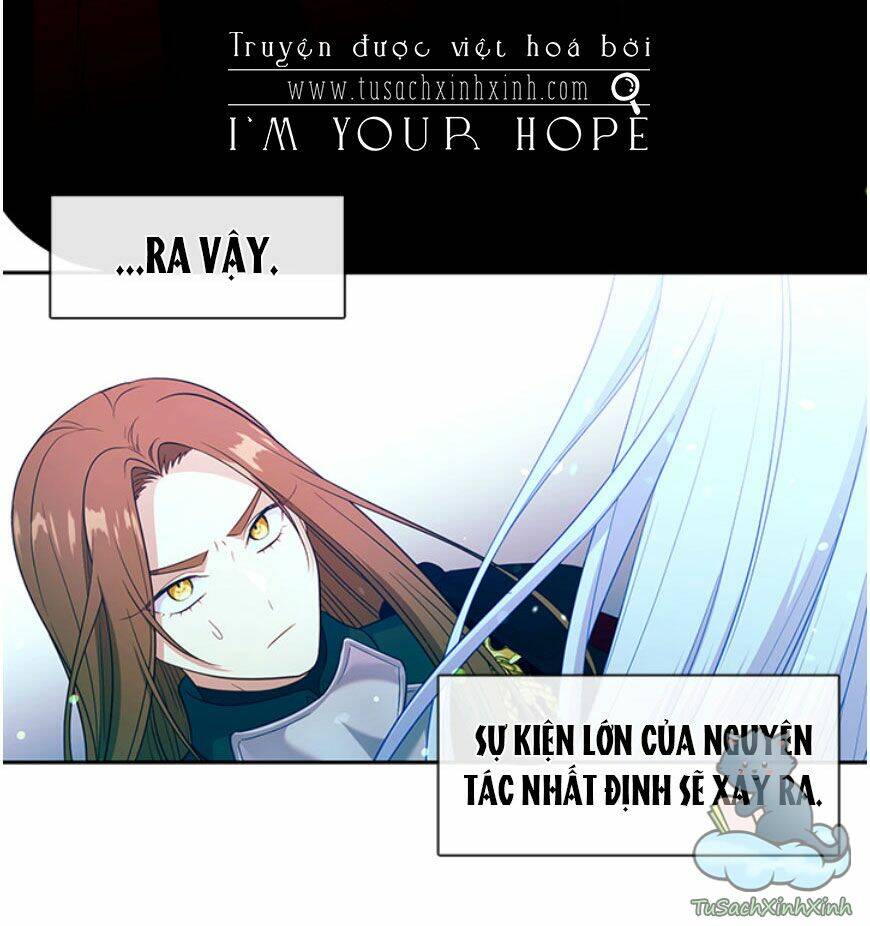 Truyện được việt hoá bởi
www.tusachxinhxinh.com
I'M YOUR HOPE
...RA VẬY.
SỰ KIỆN LỚN CỦA NGUYÊN
TÁC NHẤT ĐỊNH SẼ XẢY RA.
TuSachXinhXinh